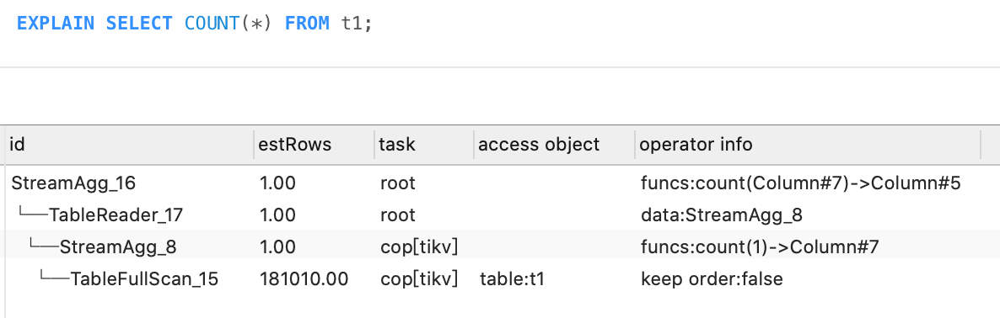 EXPLAIN SELECT COUNT(*) FROM t1;
id estRows task access object operator info
StreamAgg_16 1.00 root funcs:count(Column#7)->Column#5
└──TableReader_17 1.00 root data:StreamAgg_8
└──StreamAgg_8 1.00 cop[tikv] funcs:count(1)->Column#7
└──TableFullScan_15 181010.00 cop[tikv] table:t1 keep order:false